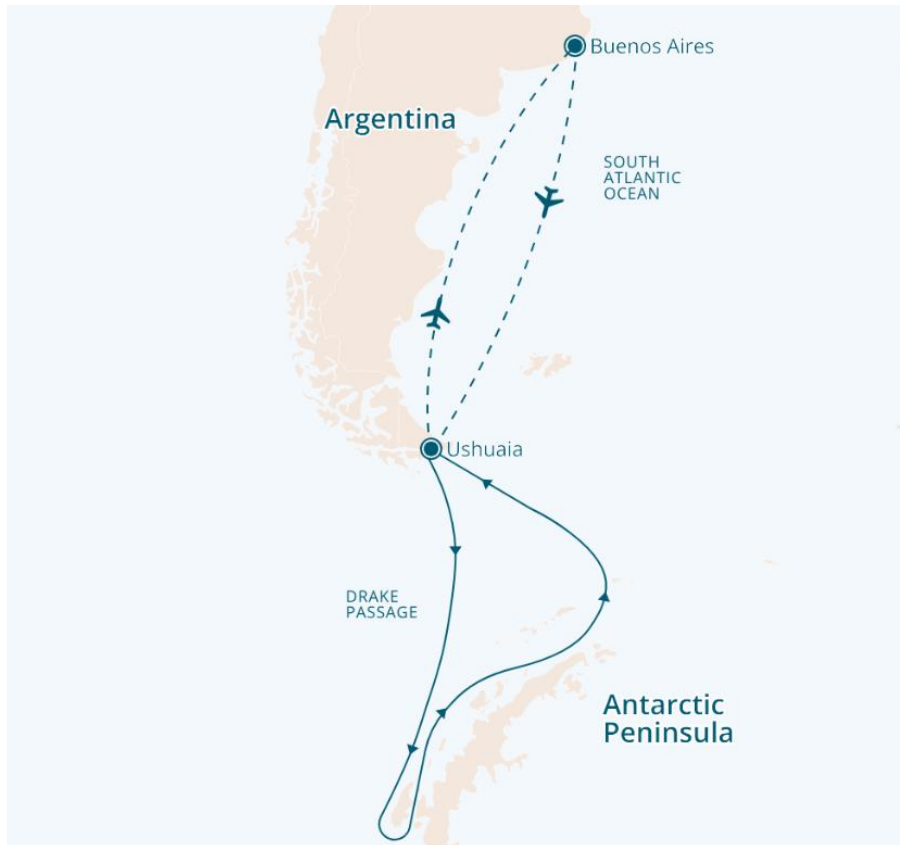 Buenos Aires
Argentina
SOUTH
ATLANTIC
OCEAN
Ushuaia
DRAKE
PASSAGE
Antarctic
Peninsula